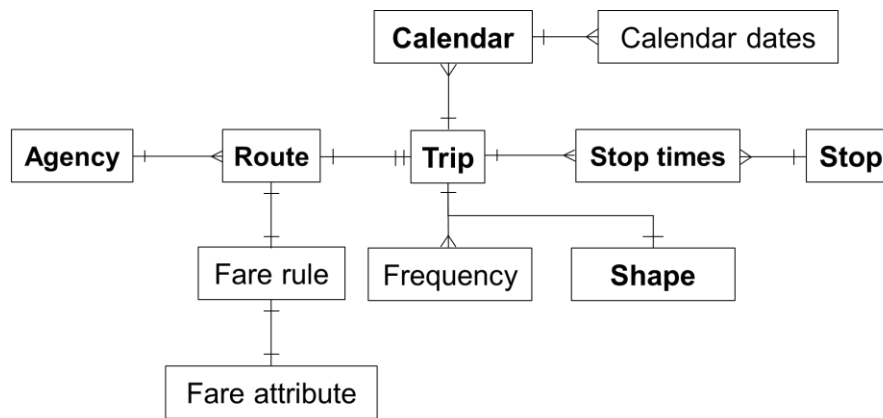 Calendar
Calendar dates
Agency
Route
Trip
Stop times
Stop
Fare rule
Frequency
Shape
Fare attribute